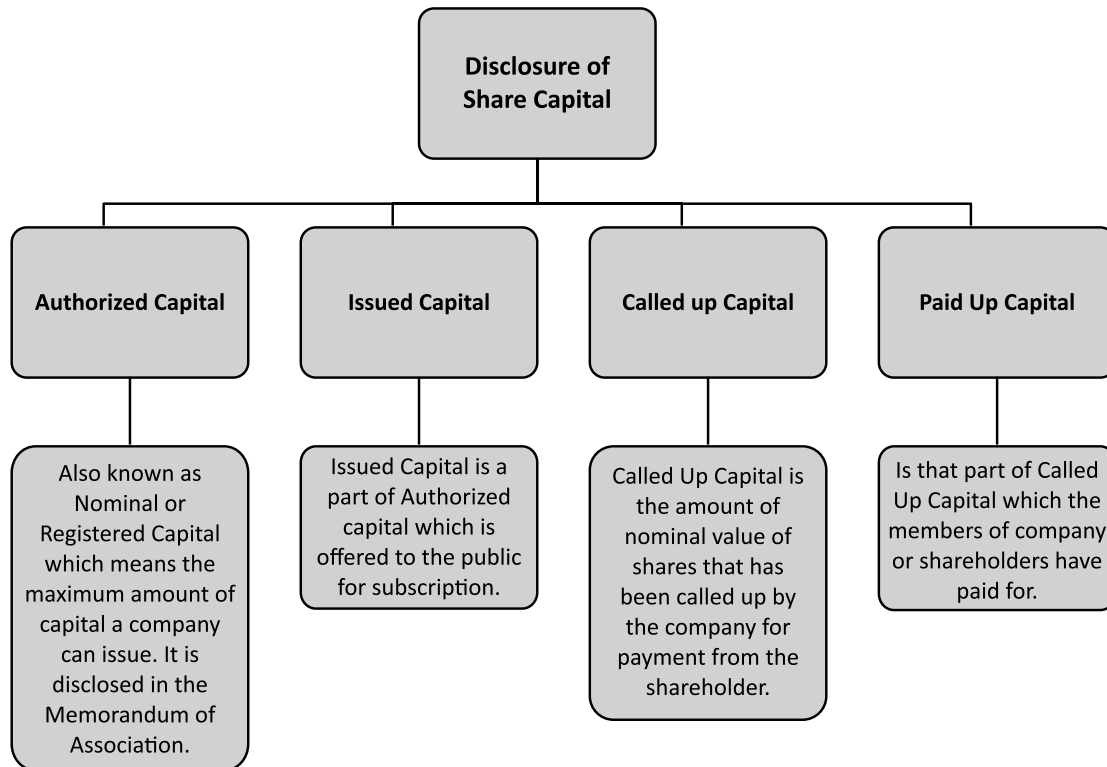 Disclosure of
Share Capital
Authorized Capital
Issued Capital
Called up Capital
Paid Up Capital
Also known as
Nominal or
Registered Capital
which means the
maximum amount of
capital a company
can issue. It is
disclosed in the
Memorandum of
Association.
Issued Capital is a
part of Authorized
capital which is
offered to the public
for subscription.
Called Up Capital is
the amount of
nominal value of
shares that has
been called up by
the company for
payment from the
shareholder.
Is that part of Called
Up Capital which the
members of company
or shareholders have
paid for.